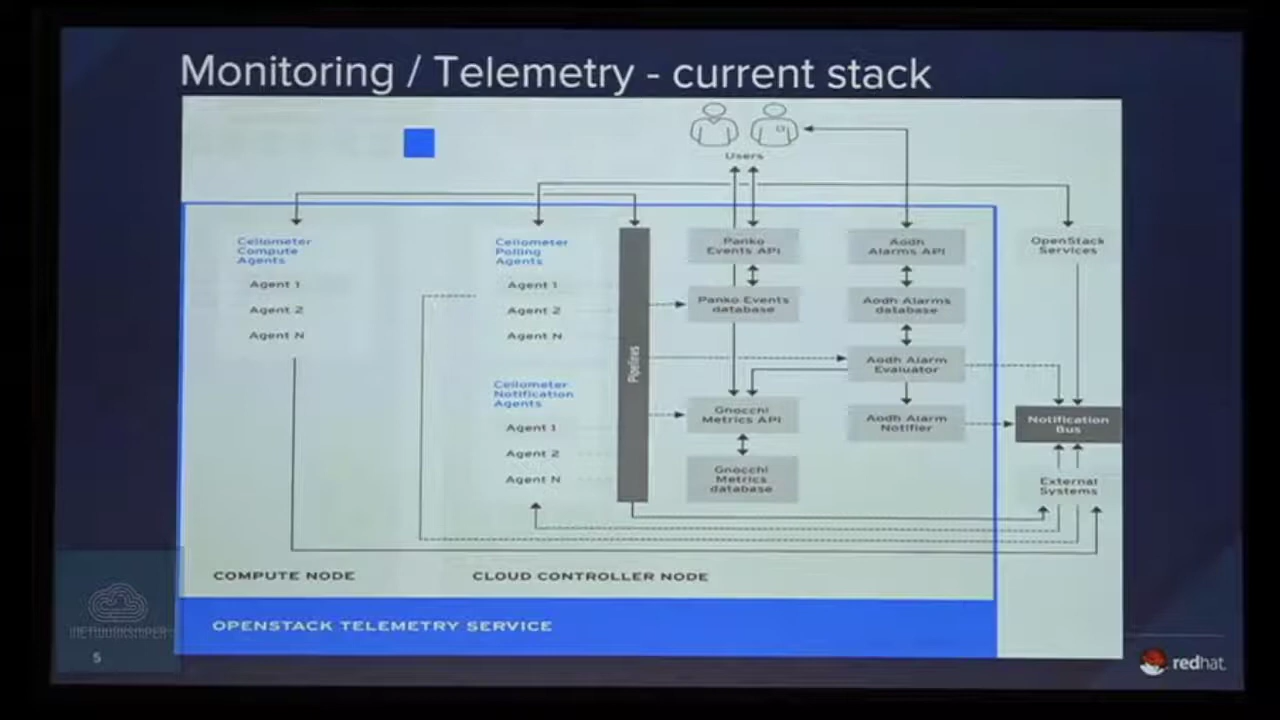 Monitoring / Telemetry - current stack
Users
Ceilometer
Compute
Agents
Agent 1
Agent 2
Agent N
Ceilometer
Polling
Agents
Agent 1
Agent 2
Agent N
Ceilometer
Notification
Agents
Agent 1
Agent 2
Agent N
Pipelines
Panko
Events API
Panko Events
database
Gnocchi
Metrics API
Gnocchi
Metrics
database
Aodh
Alarms API
Aodh Alarms
database
Aodh Alarm
Evaluator
Aodh Alarm
Notifier
OpenStack
Services
Notification
Bus
External
Systems
COMPUTE NODE
CLOUD CONTROLLER NODE
OPENSTACK TELEMETRY SERVICE
INETWORKSNIPER
5
redhat.